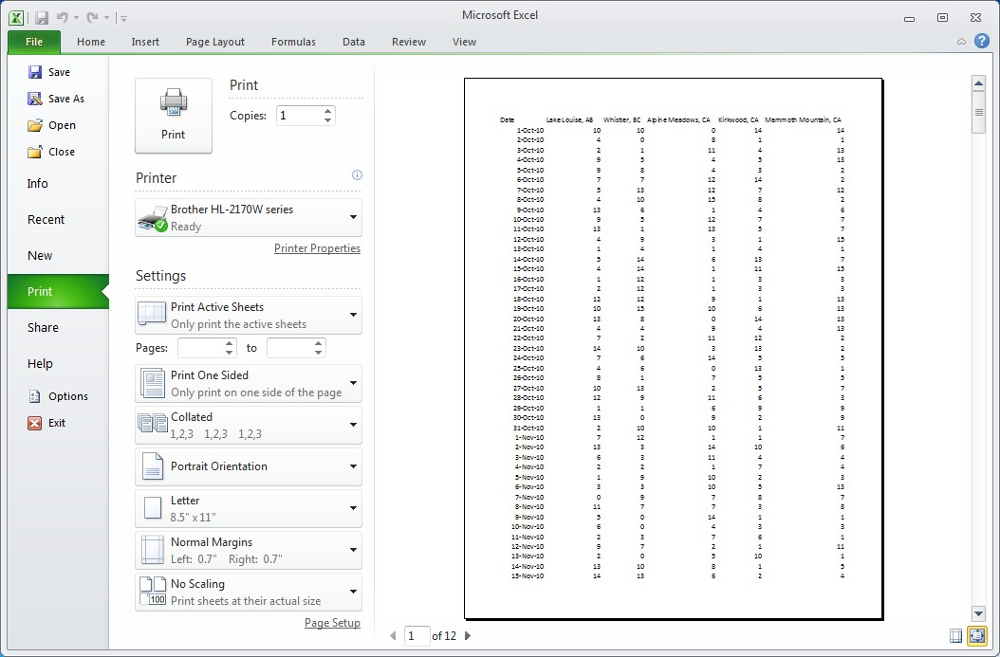 Microsoft Excel
File Home Insert Page Layout Formulas Data Review View
Save
Save As
Open
Close
Info
Recent
New
Print
Share
Help
Options
Exit
Print
Print
Copies: 1
Printer
Brother HL-2170W series
Ready
Printer Properties
Settings
Print Active Sheets
Only print the active sheets
Pages: to
Print One Sided
Only print on one side of the page
Collated
1,2,3 1,2,3 1,2,3
Portrait Orientation
Letter
8.5" x 11"
Normal Margins
Left: 0.7" Right: 0.7"
No Scaling
100 Print sheets at their actual size
Page Setup
Date Lake Louise, AB Whistler, BC Alpine Meadows, CA Kirkwood, CA Mammoth Mountain, CA
1-Oct-10 10 10 0 14 14
2-Oct-10 4 0 8 1 1
3-Oct-10 2 1 11 4 13
4-Oct-10 9 5 4 5 13
5-Oct-10 9 8 4 3 2
6-Oct-10 7 7 12 14 2
7-Oct-10 5 13 12 7 12
8-Oct-10 4 10 15 8 2
9-Oct-10 13 6 1 4 6
10-Oct-10 9 5 12 7 7
11-Oct-10 13 1 13 5 7
12-Oct-10 4 9 3 1 15
13-Oct-10 1 4 1 4 1
14-Oct-10 5 14 6 13 7
15-Oct-10 4 14 1 11 15
16-Oct-10 1 12 1 3 3
17-Oct-10 2 12 1 3 3
18-Oct-10 12 12 9 1 13
19-Oct-10 10 15 10 6 13
20-Oct-10 13 8 0 14 13
21-Oct-10 4 4 9 4 13
22-Oct-10 7 2 11 12 2
23-Oct-10 14 10 3 13 2
24-Oct-10 7 6 14 5 5
25-Oct-10 4 6 0 13 1
26-Oct-10 8 1 7 5 5
27-Oct-10 10 13 2 5 7
28-Oct-10 12 9 11 6 3
29-Oct-10 1 1 6 9 9
30-Oct-10 13 0 9 2 9
31-Oct-10 2 10 10 1 11
1-Nov-10 7 12 1 1 7
2-Nov-10 13 3 14 10 6
3-Nov-10 6 3 11 4 4
4-Nov-10 2 2 1 7 4
5-Nov-10 1 9 10 2 3
6-Nov-10 3 3 10 5 13
7-Nov-10 0 9 7 8 7
8-Nov-10 11 7 7 3 8
9-Nov-10 5 0 14 1 1
10-Nov-10 6 0 4 3 3
11-Nov-10 2 3 7 6 1
12-Nov-10 9 7 2 1 11
13-Nov-10 2 0 5 10 1
14-Nov-10 13 10 8 1 5
15-Nov-10 14 13 6 2 4
1 of 12